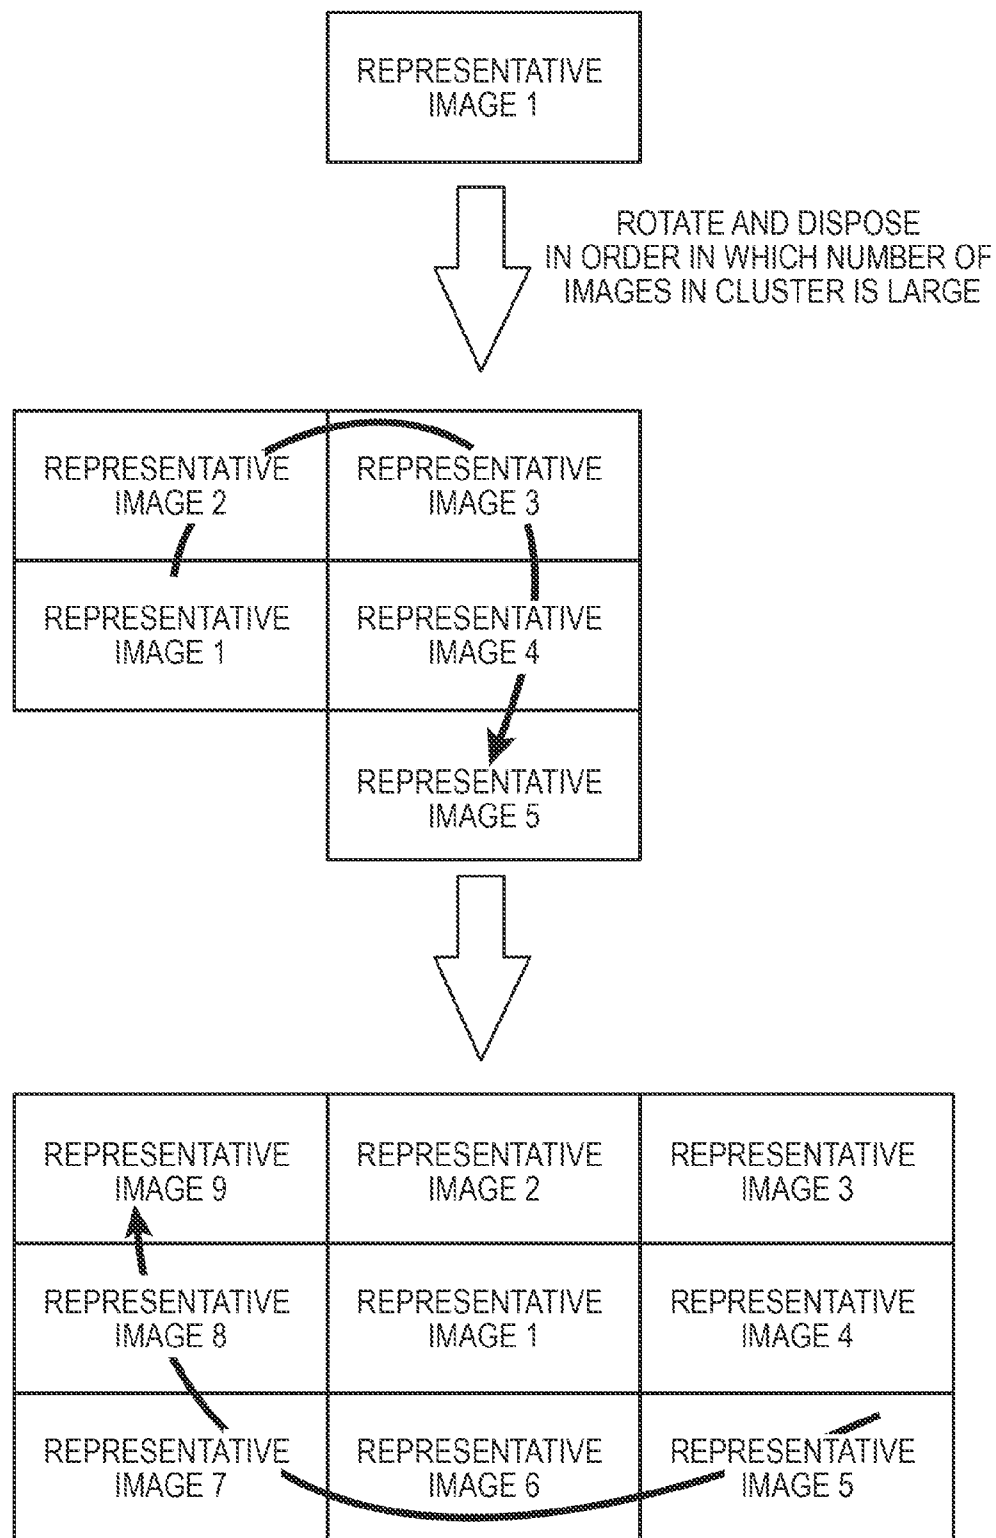 REPRESENTATIVE
IMAGE 1
ROTATE AND DISPOSE
IN ORDER IN WHICH NUMBER OF
IMAGES IN CLUSTER IS LARGE
REPRESENTATIVE
IMAGE 2
REPRESENTATIVE
IMAGE 3
REPRESENTATIVE
IMAGE 1
REPRESENTATIVE
IMAGE 4
REPRESENTATIVE
IMAGE 5
REPRESENTATIVE
IMAGE 9
REPRESENTATIVE
IMAGE 2
REPRESENTATIVE
IMAGE 3
REPRESENTATIVE
IMAGE 8
REPRESENTATIVE
IMAGE 1
REPRESENTATIVE
IMAGE 4
REPRESENTATIVE
IMAGE 7
REPRESENTATIVE
IMAGE 6
REPRESENTATIVE
IMAGE 5